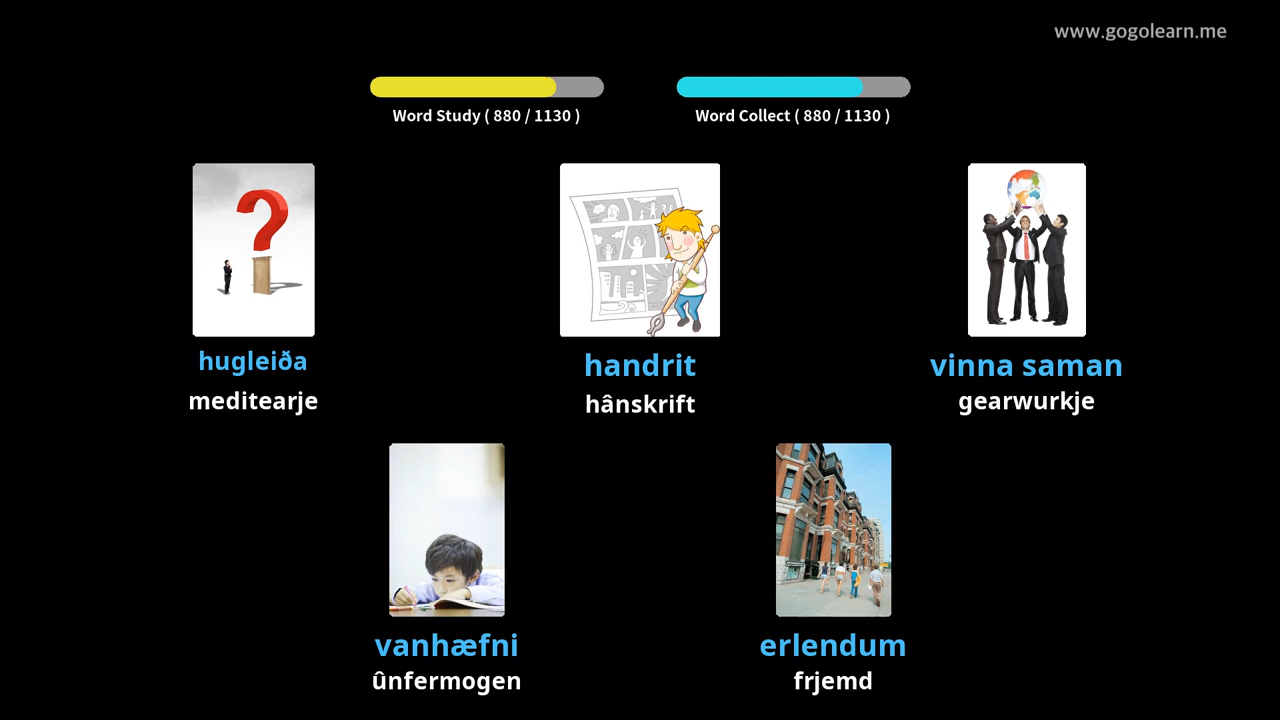 www.gogolearn.me
Word Study ( 880 / 1130 )
Word Collect ( 880 / 1130 )
hugleiða
meditearje
handrit
hânskrift
vinna saman
gearwurkje
vanhæfni
ûnfermogen
erlendum
frjemd